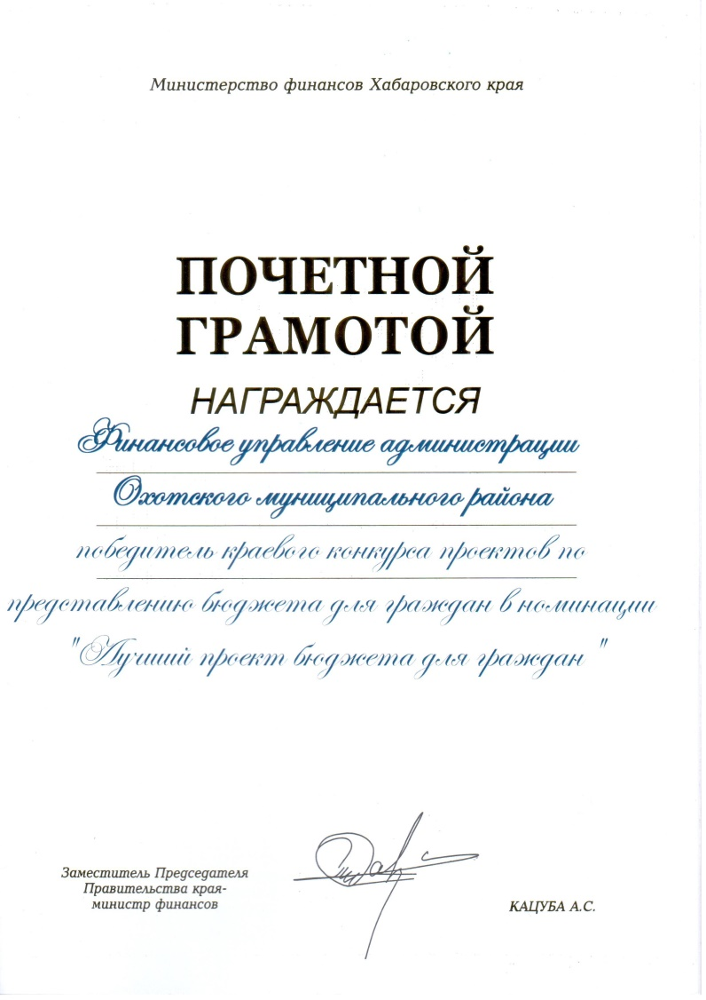 Министерство финансов Хабаровского края
ПОЧЕТНОЙ
ГРАМОТОЙ
НАГРАЖДАЕТСЯ
Финансовое управление администрации
Охотского муниципального района
победитель краевого конкурса проектов по
представлению бюджета для граждан в номинации
"Лучший проект бюджета для граждан "
Заместитель Председателя
Правительства края-
министр финансов
КАЦУБА А.С.